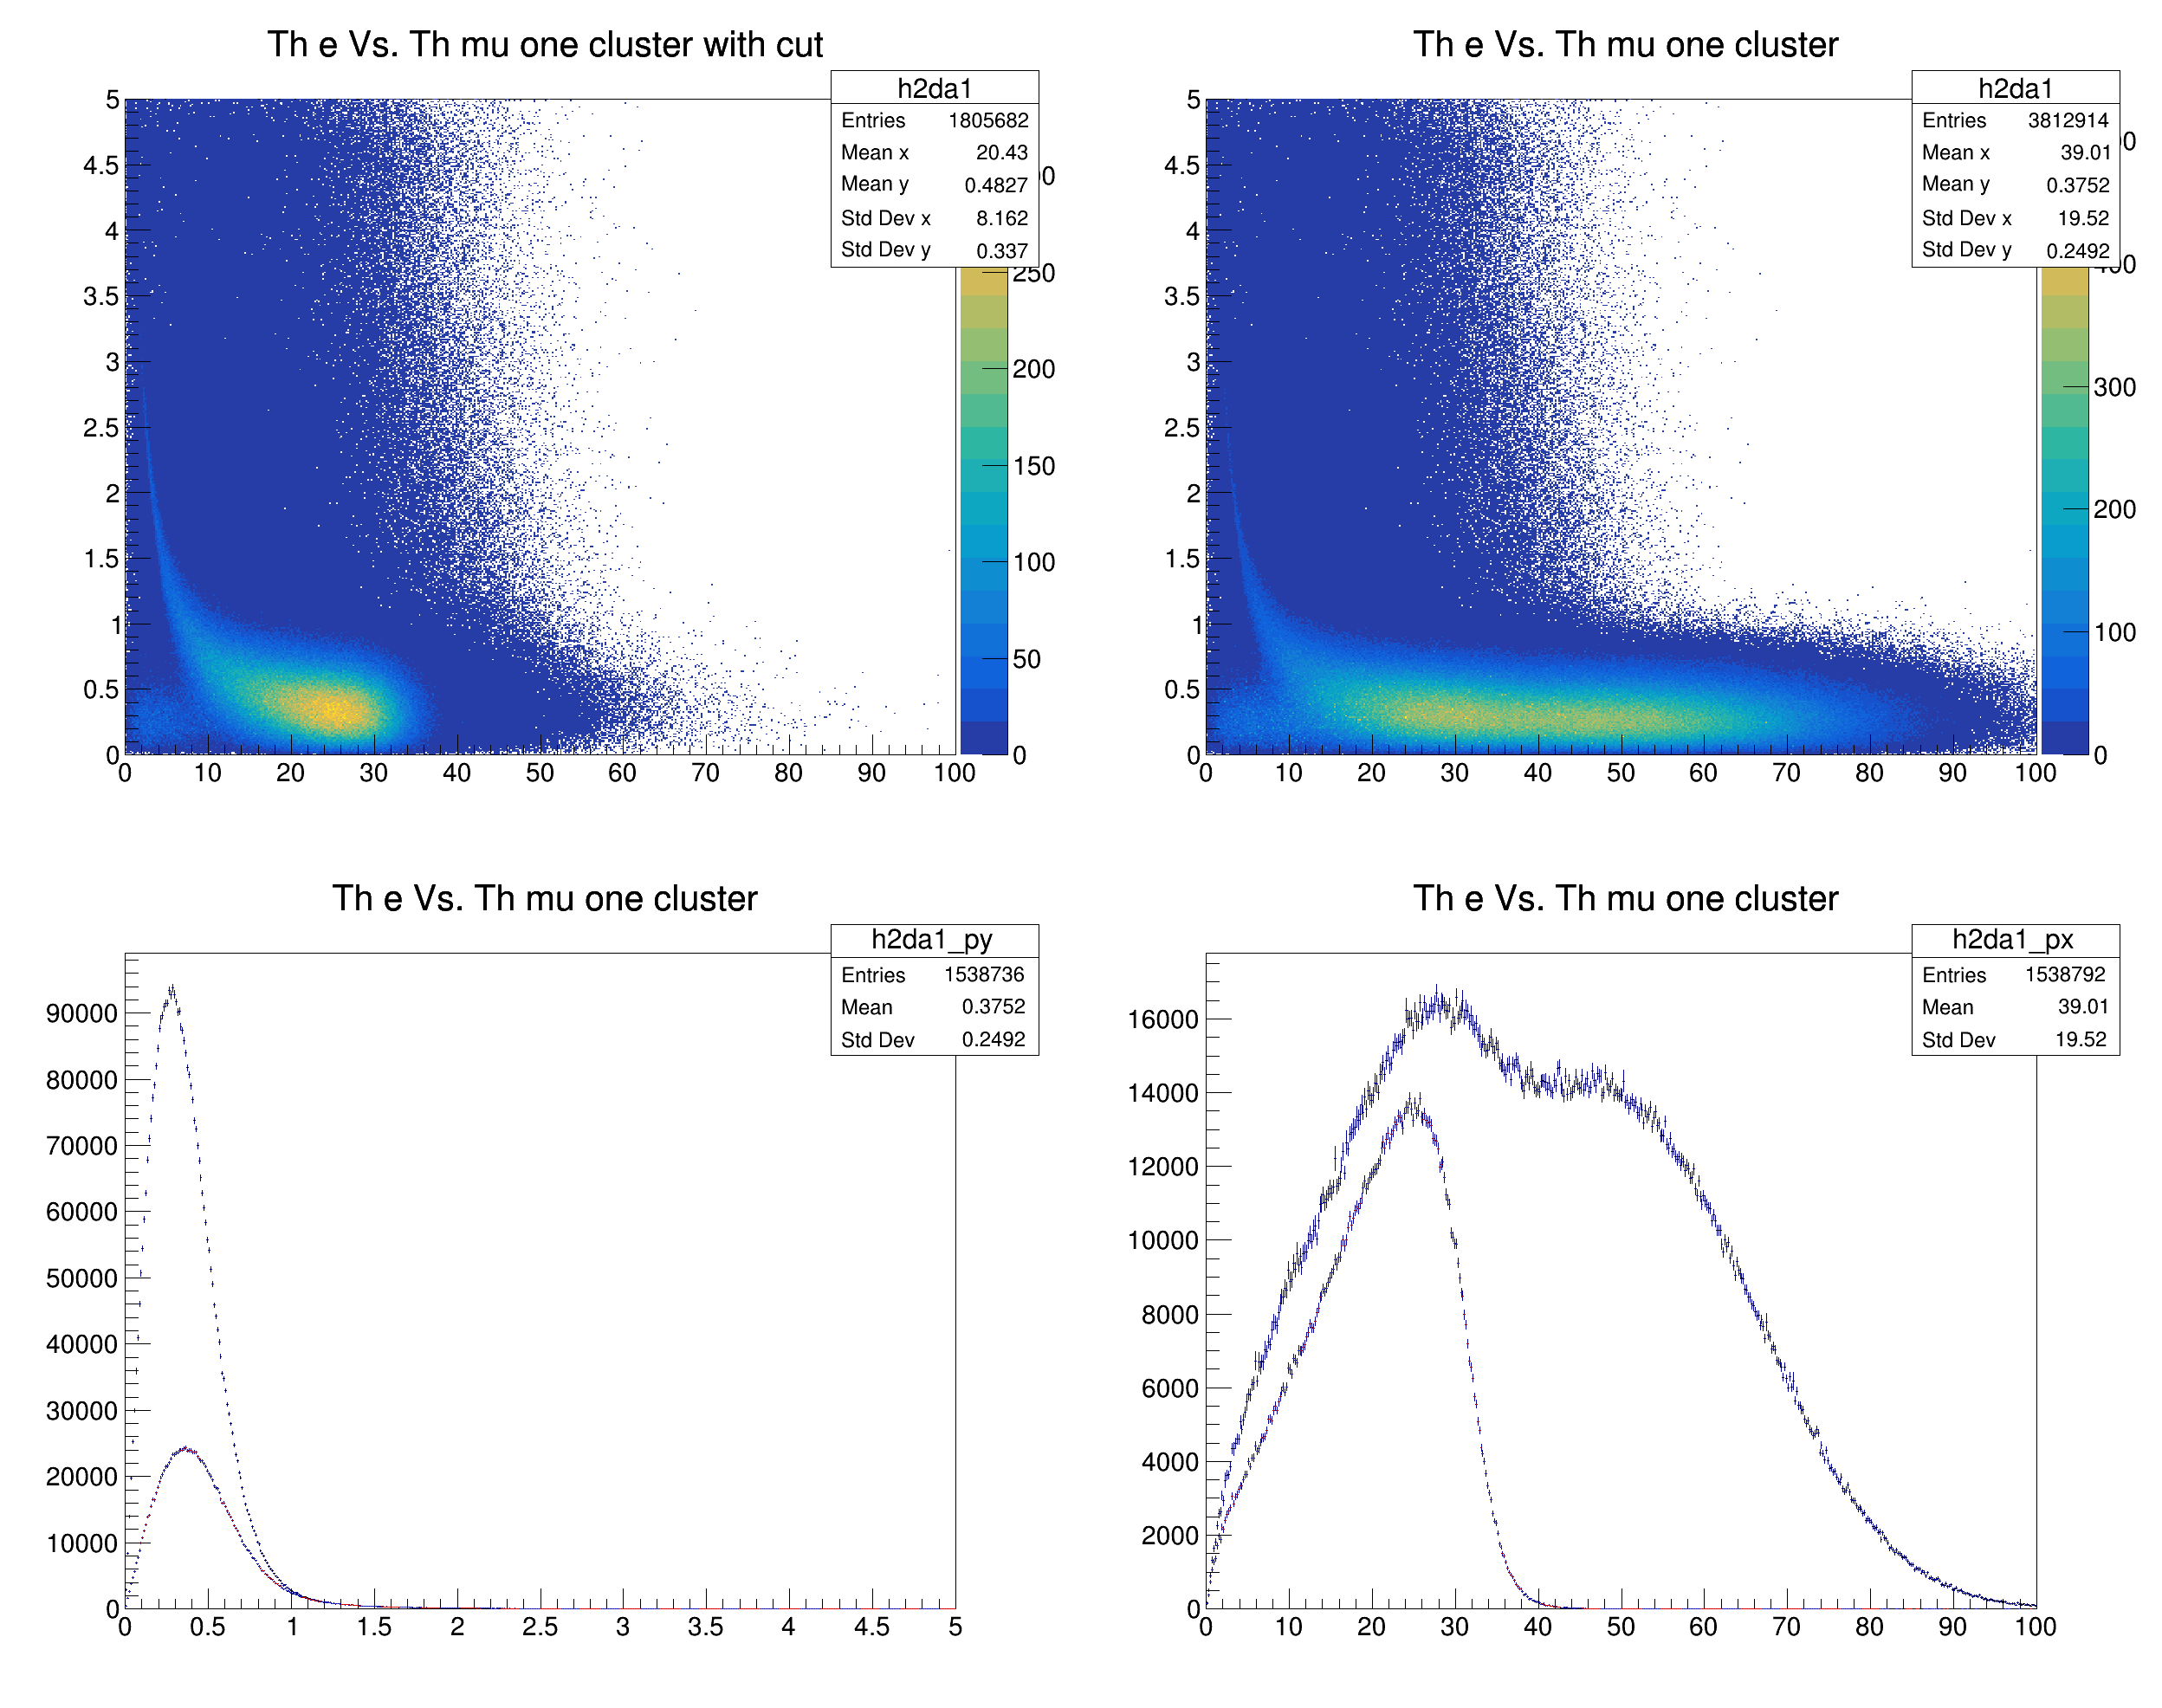 Th e Vs. Th mu one cluster with cut
h2da1
Entries 1805682
Mean x 20.43
Mean y 0.4827
Std Dev x 8.162
Std Dev y 0.337
5
4.5
4
3.5
3
2.5
2
1.5
1
0.5
0
0 10 20 30 40 50 60 70 80 90 100
250
200
150
100
50
0
Th e Vs. Th mu one cluster
h2da1
Entries 3812914
Mean x 39.01
Mean y 0.3752
Std Dev x 19.52
Std Dev y 0.2492
5
4.5
4
3.5
3
2.5
2
1.5
1
0.5
0
0 10 20 30 40 50 60 70 80 90 100
400
300
200
100
0
Th e Vs. Th mu one cluster
h2da1_py
Entries 1538736
Mean 0.3752
Std Dev 0.2492
90000
80000
70000
60000
50000
40000
30000
20000
10000
0
0 0.5 1 1.5 2 2.5 3 3.5 4 4.5 5
Th e Vs. Th mu one cluster
h2da1_px
Entries 1538792
Mean 39.01
Std Dev 19.52
16000
14000
12000
10000
8000
6000
4000
2000
0
0 10 20 30 40 50 60 70 80 90 100